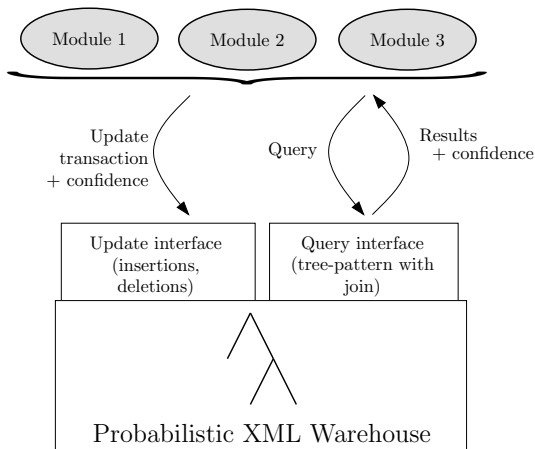 Module 1
Module 2
Module 3
Update
transaction
+ confidence
Query
Results
+ confidence
Update interface
(insertions,
deletions)
Query interface
(tree-pattern with
join)
Probabilistic XML Warehouse